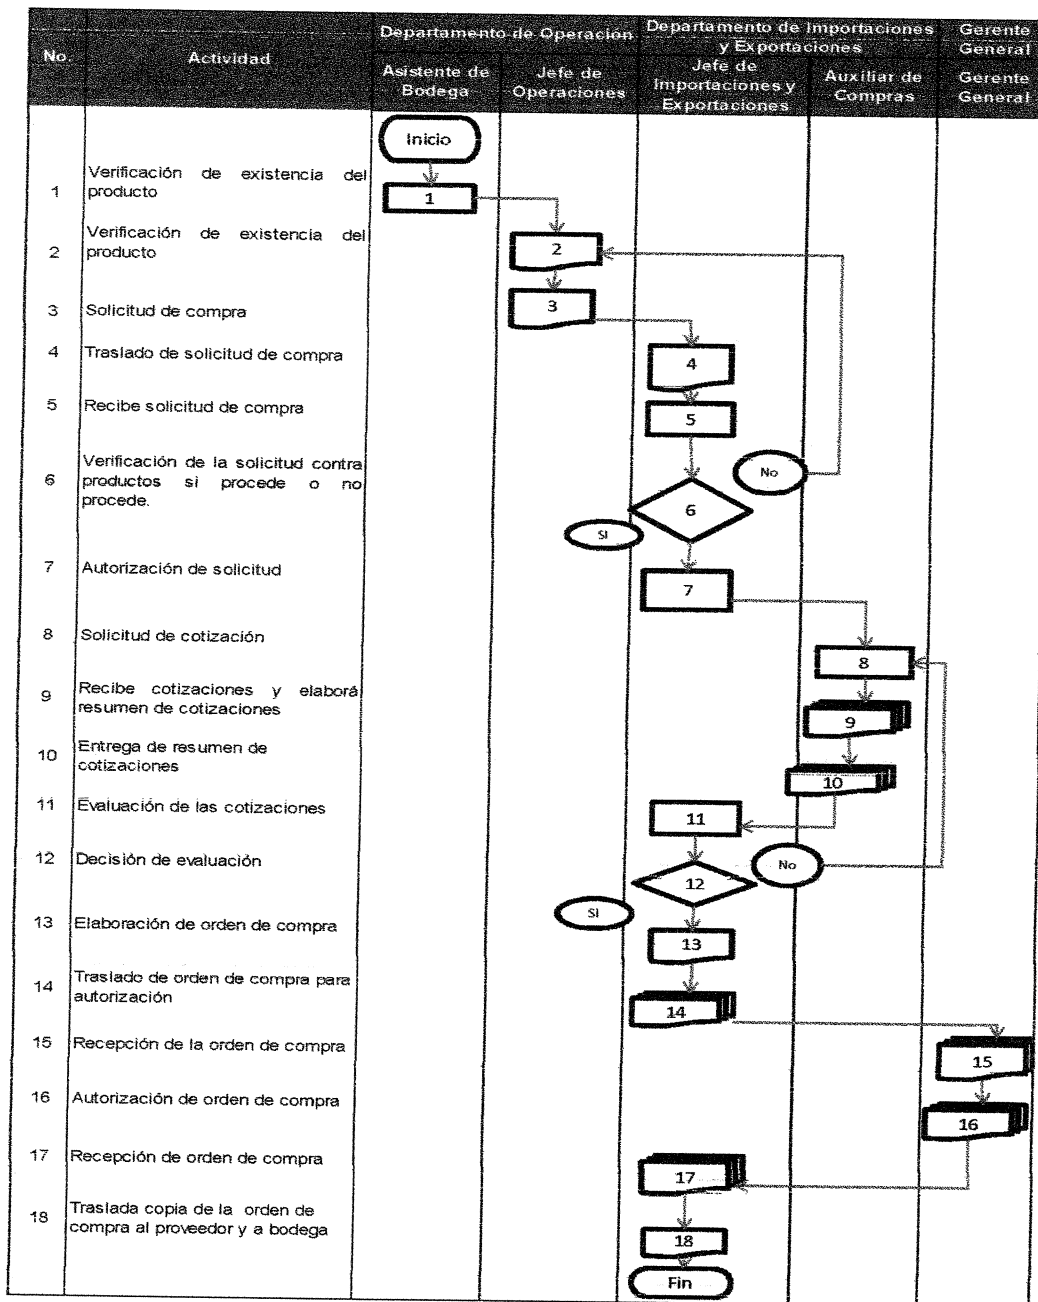 No.
Actividad
Departamento de Operación
Departamento de Importaciones
y Exportaciones
Gerente
General
Asistente de
Bodega
Jefe de
Operaciones
Jefe de
Importaciones y
Exportaciones
Auxiliar de
Compras
Gerente
General
Inicio
1
Verificación de existencia del
producto
1
2
Verificación de existencia del
producto
2
3
Solicitud de compra
3
4
Traslado de solicitud de compra
4
5
Recibe solicitud de compra
5
6
Verificación de la solicitud contra
productos si procede o no
procede.
No
6
SI
7
Autorización de solicitud
7
8
Solicitud de cotización
8
9
Recibe cotizaciones y elaborá
resumen de cotizaciones
9
10
Entrega de resumen de
cotizaciones
10
11
Evaluación de las cotizaciones
11
12
Decisión de evaluación
No
12
SI
13
Elaboración de orden de compra
13
14
Traslado de orden de compra para
autorización
14
15
Recepción de la orden de compra
15
16
Autorización de orden de compra
16
17
Recepción de orden de compra
17
18
Traslada copia de la orden de
compra al proveedor y a bodega
18
Fin